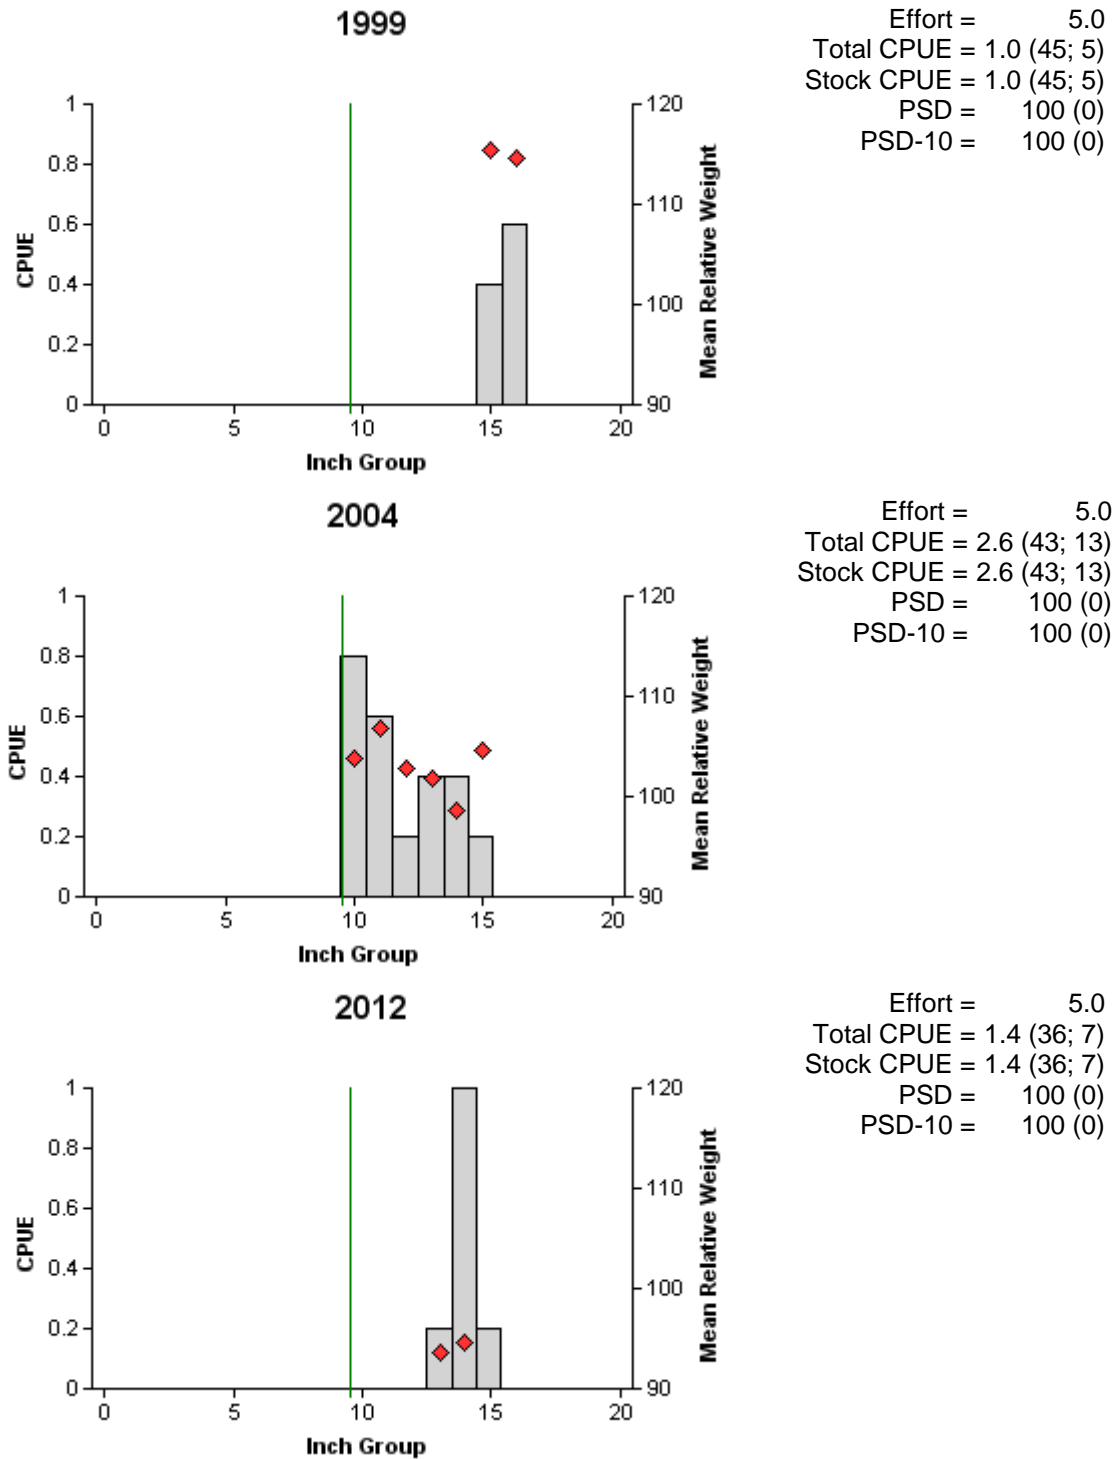 1999
Effort = 5.0
Total CPUE = 1.0 (45; 5)
Stock CPUE = 1.0 (45; 5)
PSD = 100 (0)
PSD-10 = 100 (0)
1
0.8
0.6
0.4
0.2
0
CPUE
120
110
100
90
Mean Relative Weight
0 5 10 15 20
Inch Group
2004
Effort = 5.0
Total CPUE = 2.6 (43; 13)
Stock CPUE = 2.6 (43; 13)
PSD = 100 (0)
PSD-10 = 100 (0)
1
0.8
0.6
0.4
0.2
0
CPUE
120
110
100
90
Mean Relative Weight
0 5 10 15 20
Inch Group
2012
Effort = 5.0
Total CPUE = 1.4 (36; 7)
Stock CPUE = 1.4 (36; 7)
PSD = 100 (0)
PSD-10 = 100 (0)
1
0.8
0.6
0.4
0.2
0
CPUE
120
110
100
90
Mean Relative Weight
0 5 10 15 20
Inch Group